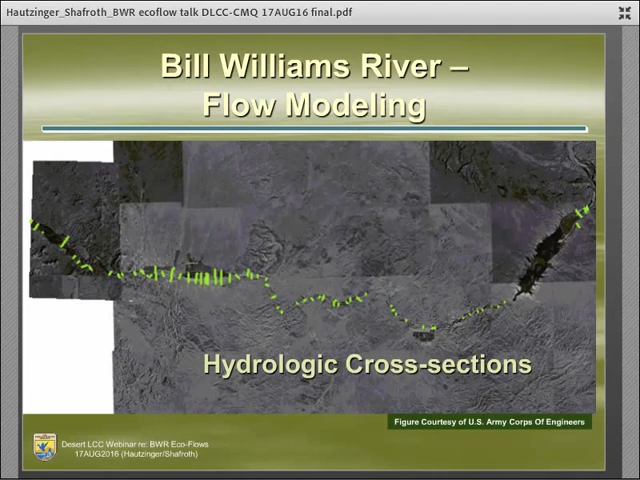 Hautzinger_Shafroth_BWR ecoflow talk DLCC-CMQ 17AUG16 final.pdf
Bill Williams River –
Flow Modeling
Hydrologic Cross-sections
Figure Courtesy of U.S. Army Corps Of Engineers
Desert LCC Webinar re: BWR Eco-Flows
17AUG2016 (Hautzinger/Shafroth)